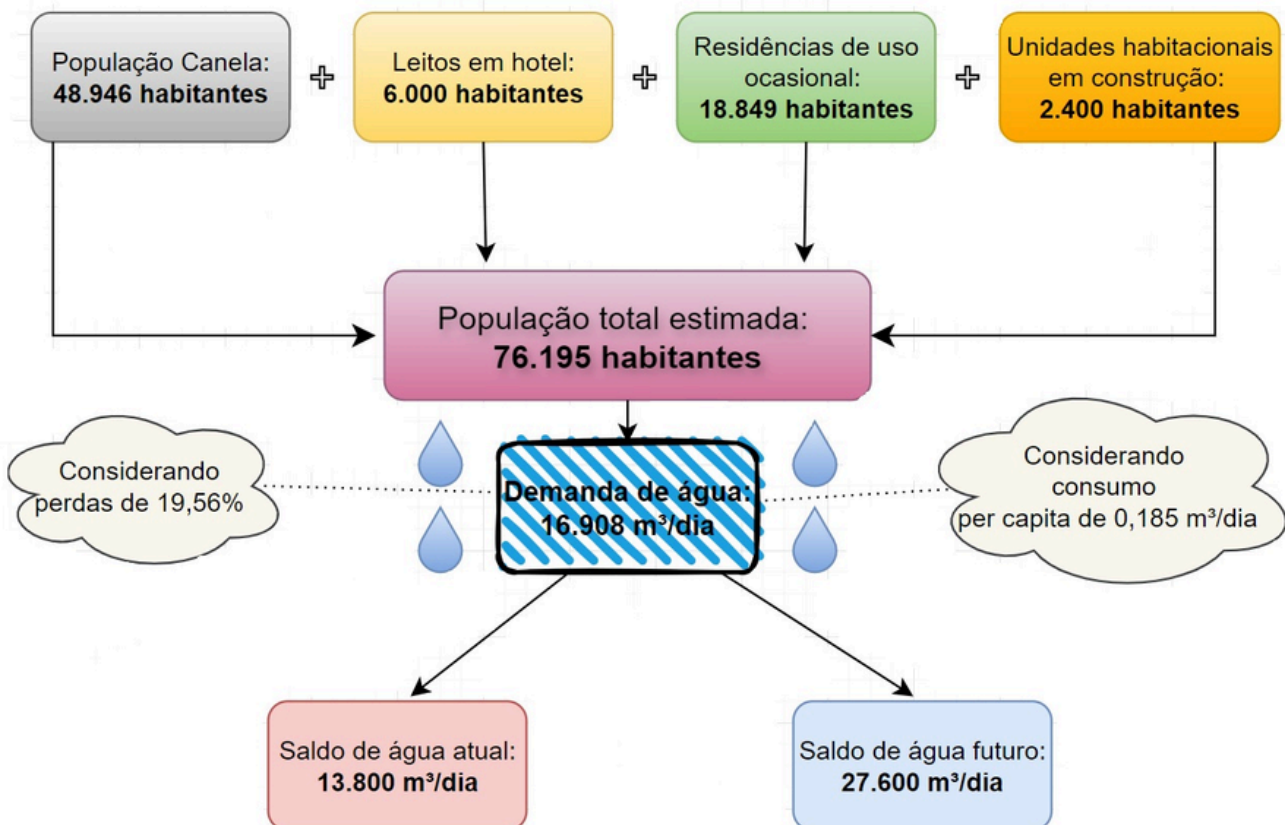 População Canela:
48.946 habitantes
Leitos em hotel:
6.000 habitantes
Residências de uso
ocasional:
18.849 habitantes
Unidades habitacionais
em construção:
2.400 habitantes
População total estimada:
76.195 habitantes
Considerando
perdas de 19,56%
Demanda de água:
16.908 m³/dia
Considerando
consumo
per capita de 0,185 m³/dia
Saldo de água atual:
13.800 m³/dia
Saldo de água futuro:
27.600 m³/dia